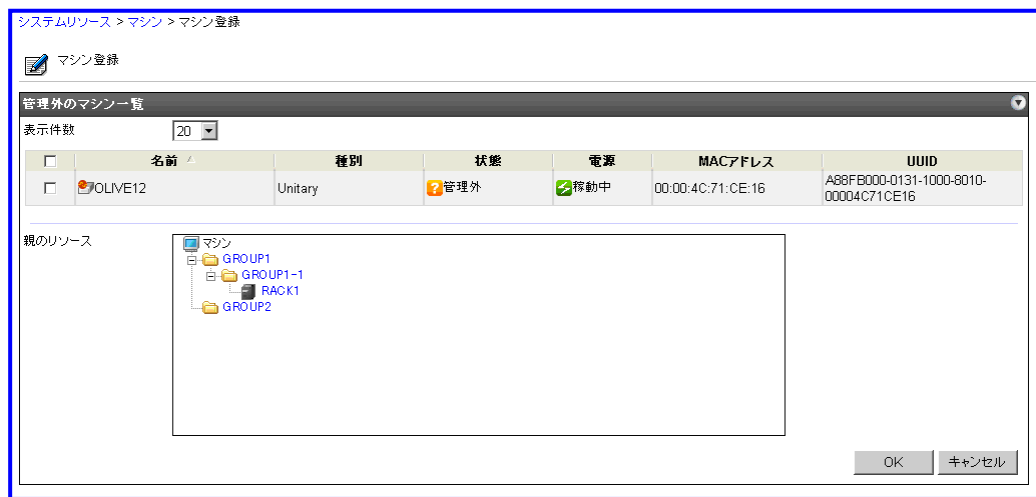 システムリソース > マシン > マシン登録
マシン登録
管理外のマシン一覧
表示件数 20
名前 種別 状態 電源 MACアドレス UUID
OLIVE12 Unitary 管理外 稼動中 00:00:4C:71:CE:16 A88FB000-0131-1000-8010-
00004C71CE16
親のリソース
マシン
GROUP1
GROUP1-1
RACK1
GROUP2
OK キャンセル